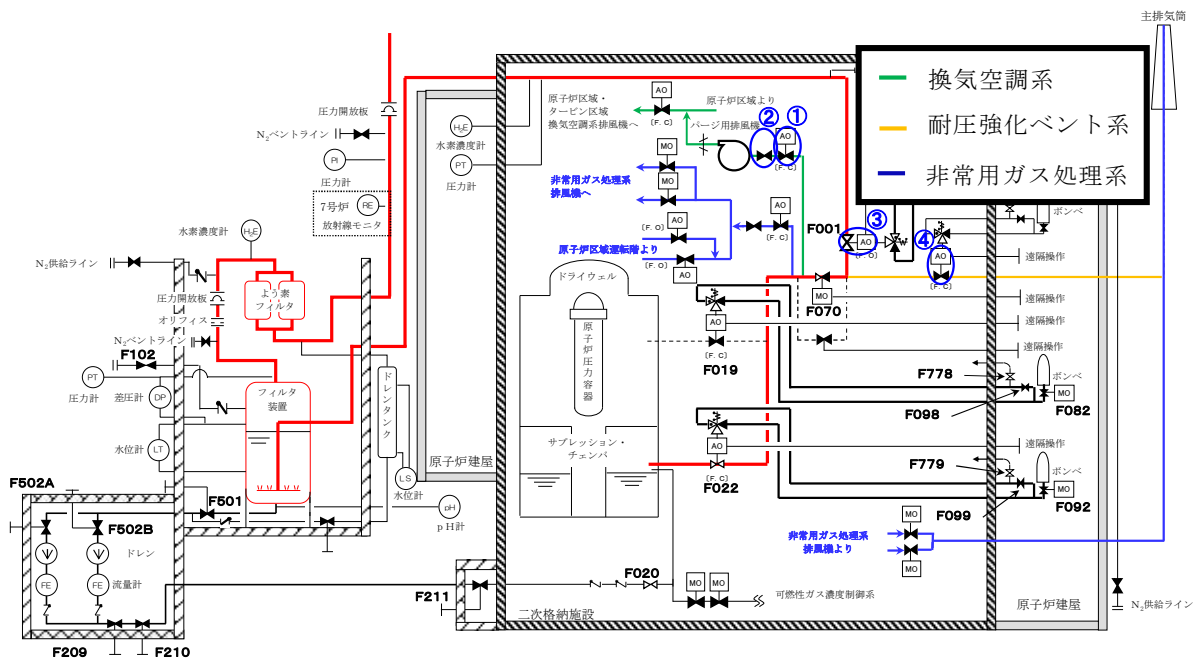 主排気筒
換気空調系
耐圧強化ベント系
非常用ガス処理系
圧力開放板
N₂ベントライン
PI
圧力計
7号炉
放射線モニタ
RE
水素濃度計
H₂E
N₂供給ライン
圧力開放板
オリフィス
N₂ベントライン
よう素
フィルタ
F102
PT
圧力計
差圧計
DP
水位計
LT
フィルタ
装置
ドレンタンク
LS
水位計
pH
pH計
F501
F502A
F502B
ドレン
FE
FE
流量計
F209
F210
F211
原子炉建屋
H₂E
水素濃度計
PT
圧力計
原子炉区域・
タービン区域
換気空調系排風機へ
AO
(F. C)
原子炉区域より
パージ用排風機
②
①
AO
(F. C)
MO
MO
非常用ガス処理系
排風機へ
(F. O)
AO
原子炉区域運転階より
(F. O)
AO
AO
(F. C)
F001
③
AO
(F. O)
④
AO
(F. C)
ボンベ
遠隔操作
遠隔操作
遠隔操作
遠隔操作
MO
F070
ドライウェル
原子炉圧力容器
サプレッション・
チェンバ
AO
(F. C)
F019
AO
(F. C)
F022
F778
F098
ボンベ
MO
F082
遠隔操作
F779
F099
ボンベ
MO
F092
非常用ガス処理系
排風機より
MO
MO
F020
MO
MO
可燃性ガス濃度制御系
二次格納施設
原子炉建屋
N₂供給ライン